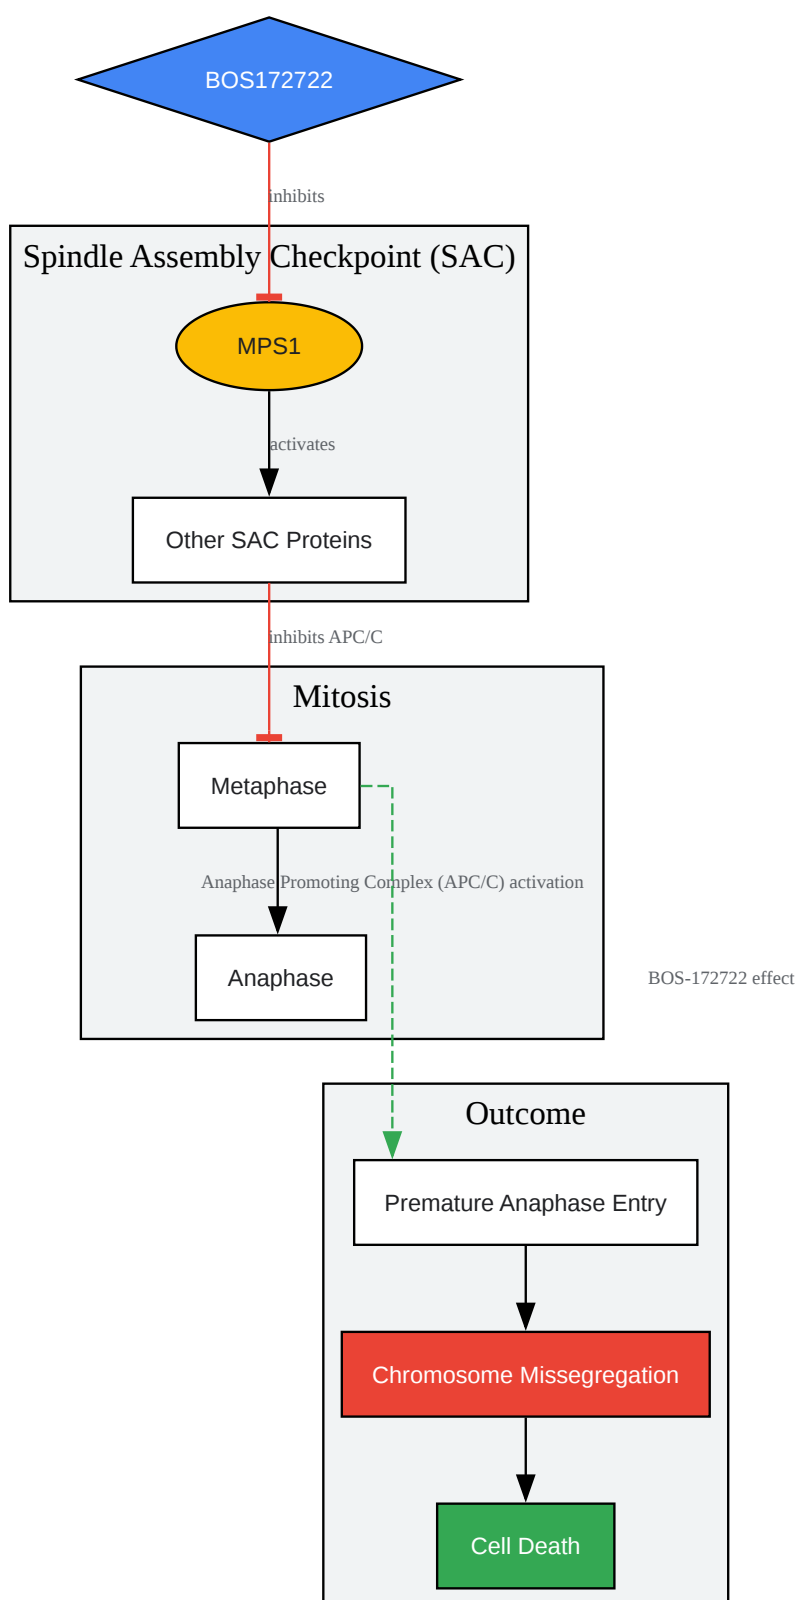 BOS172722
inhibits
Spindle Assembly Checkpoint (SAC)
MPS1
activates
Other SAC Proteins
inhibits APC/C
Mitosis
Metaphase
Anaphase Promoting Complex (APC/C) activation
Anaphase
BOS-172722 effect
Outcome
Premature Anaphase Entry
Chromosome Missegregation
Cell Death